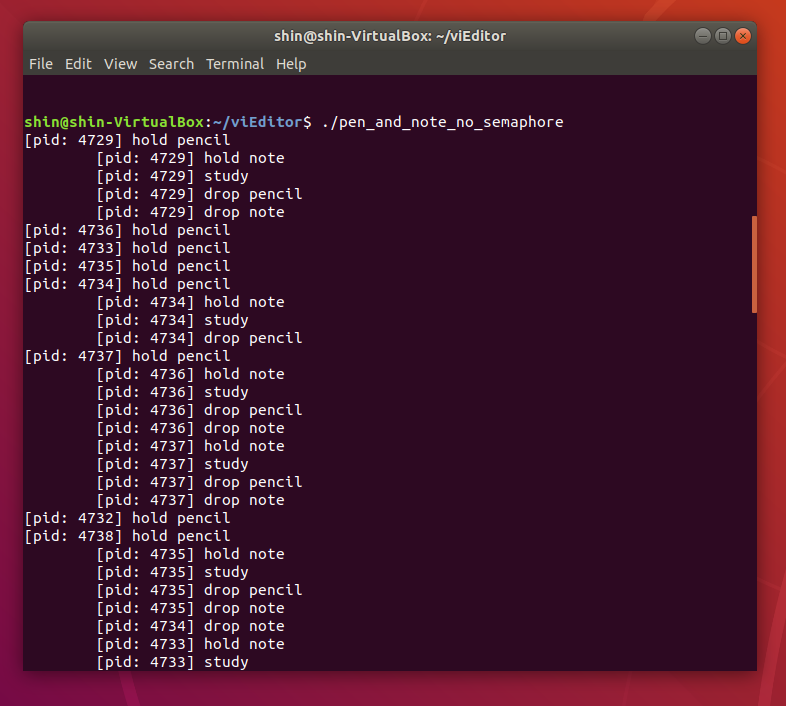 shin@shin-VirtualBox: ~/viEditor
File Edit View Search Terminal Help
shin@shin-VirtualBox:~/viEditor$ ./pen_and_note_no_semaphore
[pid: 4729] hold pencil
        [pid: 4729] hold note
        [pid: 4729] study
        [pid: 4729] drop pencil
        [pid: 4729] drop note
[pid: 4736] hold pencil
[pid: 4733] hold pencil
[pid: 4735] hold pencil
[pid: 4734] hold pencil
        [pid: 4734] hold note
        [pid: 4734] study
        [pid: 4734] drop pencil
[pid: 4737] hold pencil
        [pid: 4736] hold note
        [pid: 4736] study
        [pid: 4736] drop pencil
        [pid: 4736] drop note
        [pid: 4737] hold note
        [pid: 4737] study
        [pid: 4737] drop pencil
        [pid: 4737] drop note
[pid: 4732] hold pencil
[pid: 4738] hold pencil
        [pid: 4735] hold note
        [pid: 4735] study
        [pid: 4735] drop pencil
        [pid: 4735] drop note
        [pid: 4734] drop note
        [pid: 4733] hold note
        [pid: 4733] study